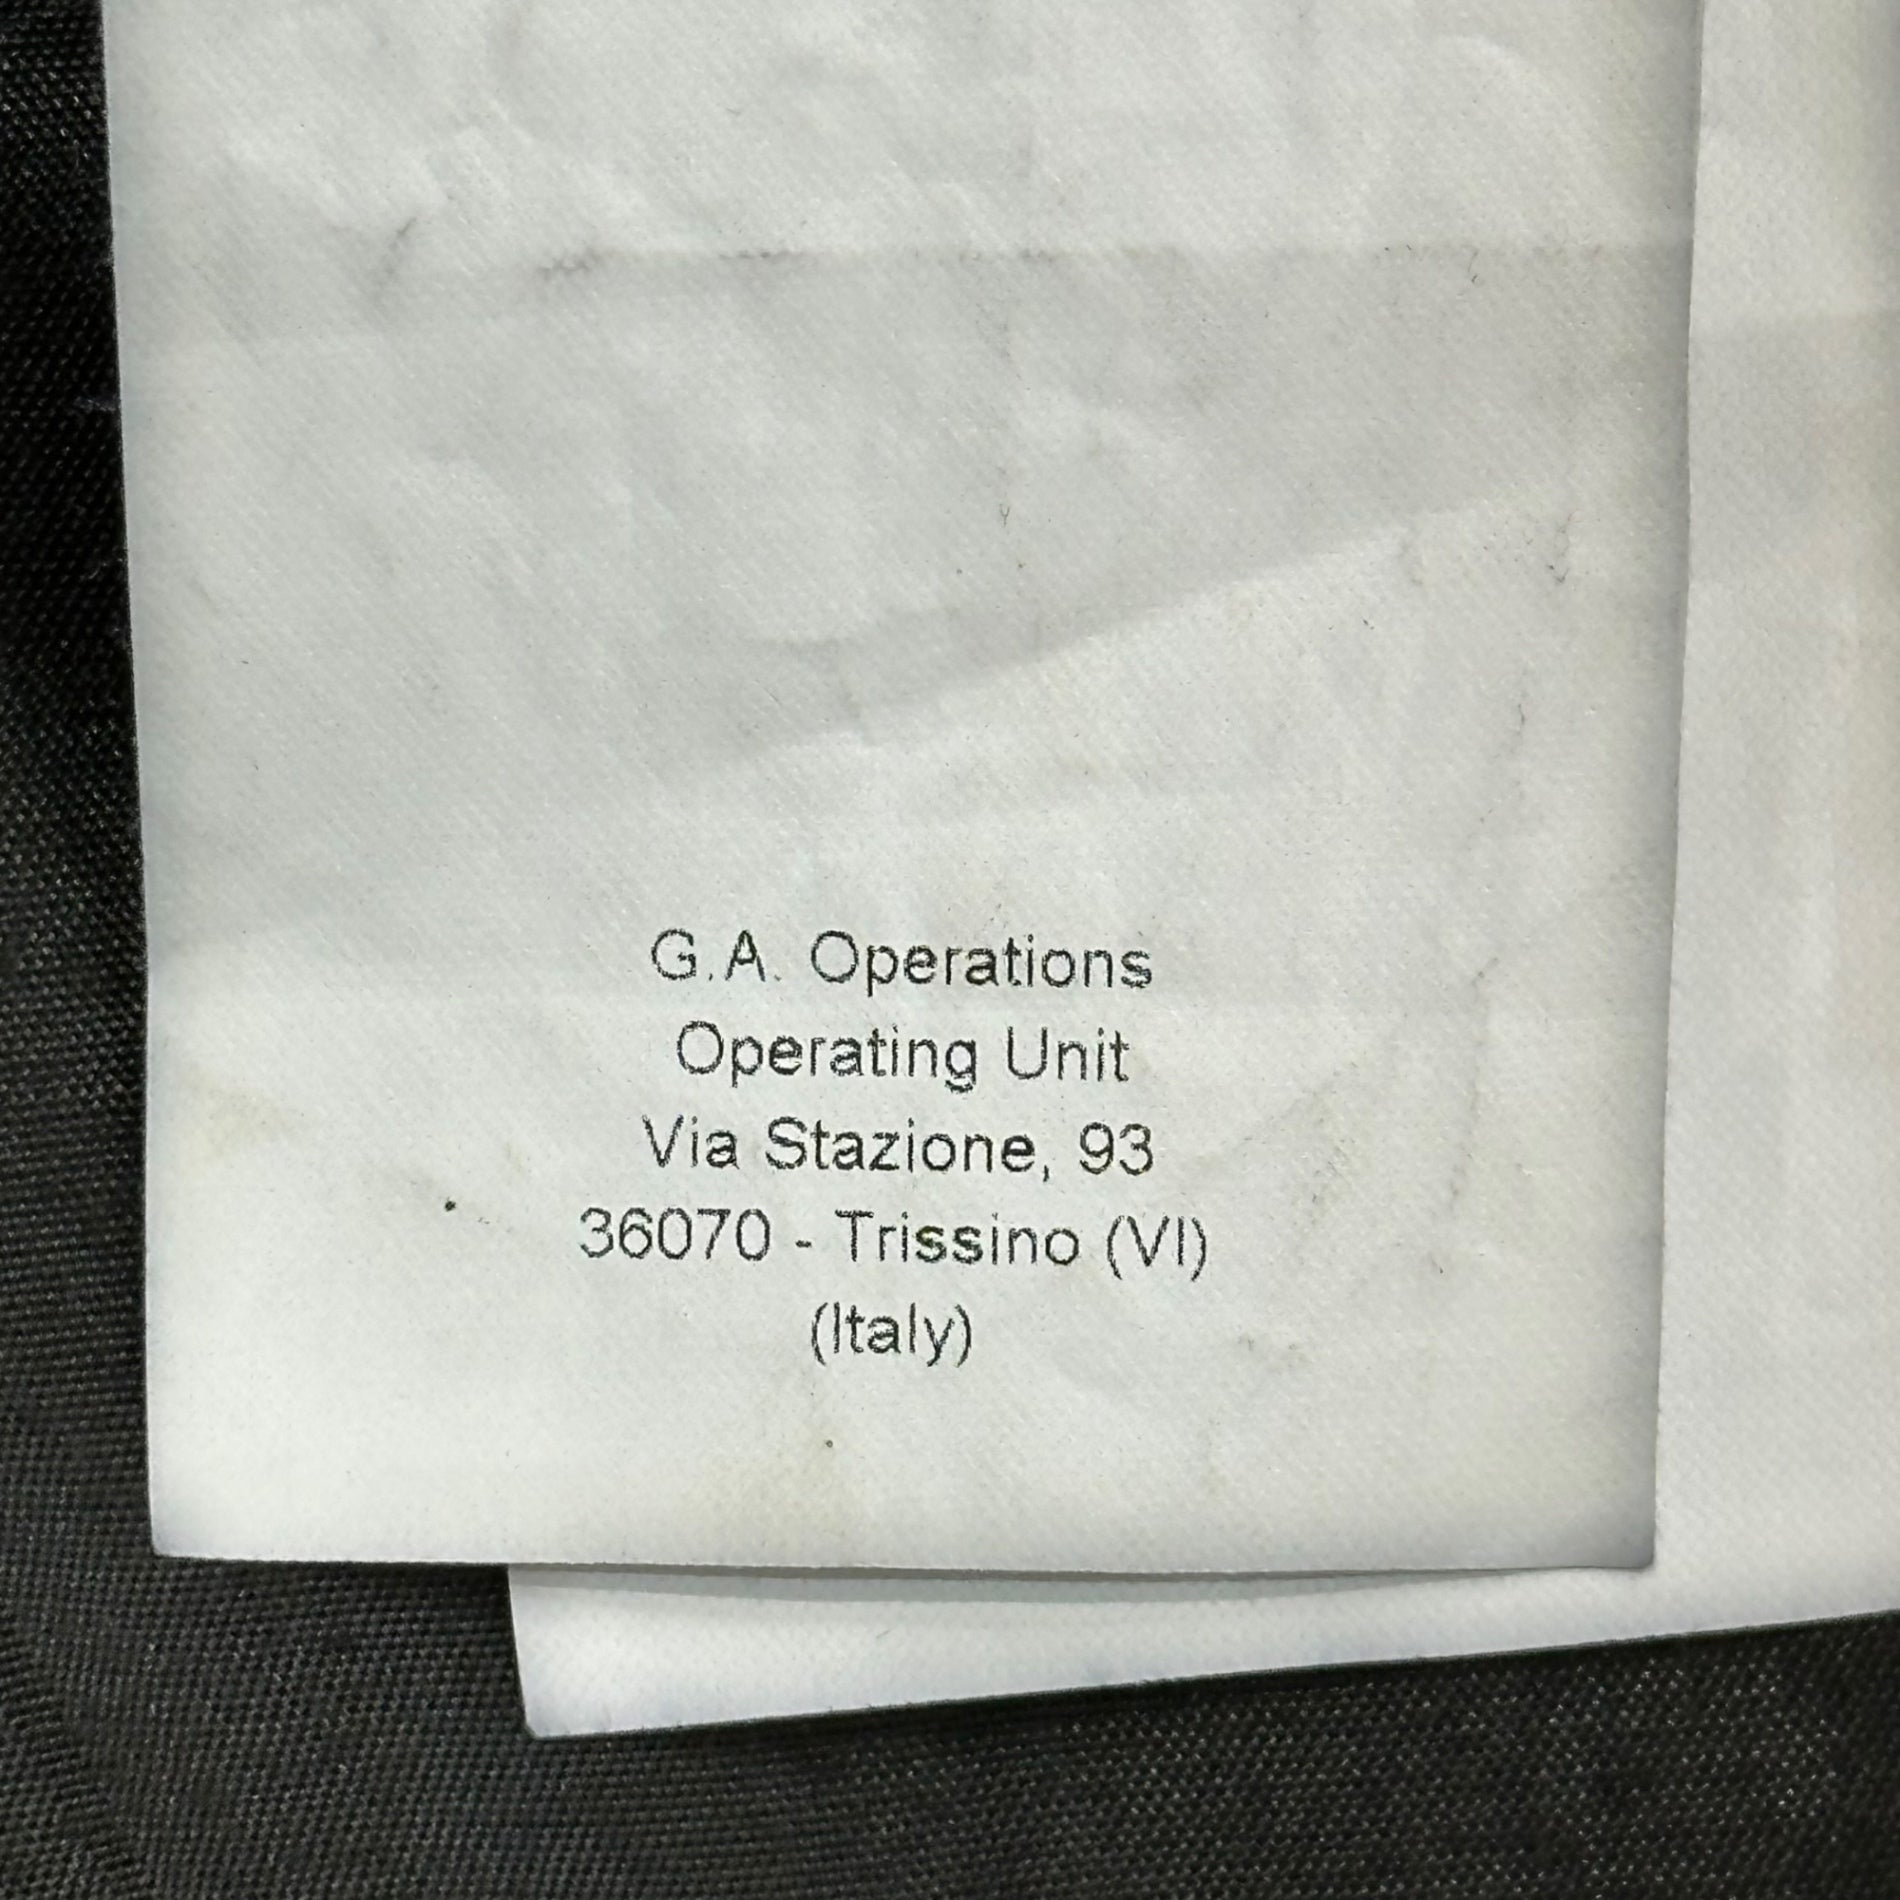 G.A. Operations
Operating Unit
Via Stazione, 93
36070 - Trissino (VI)
(Italy)